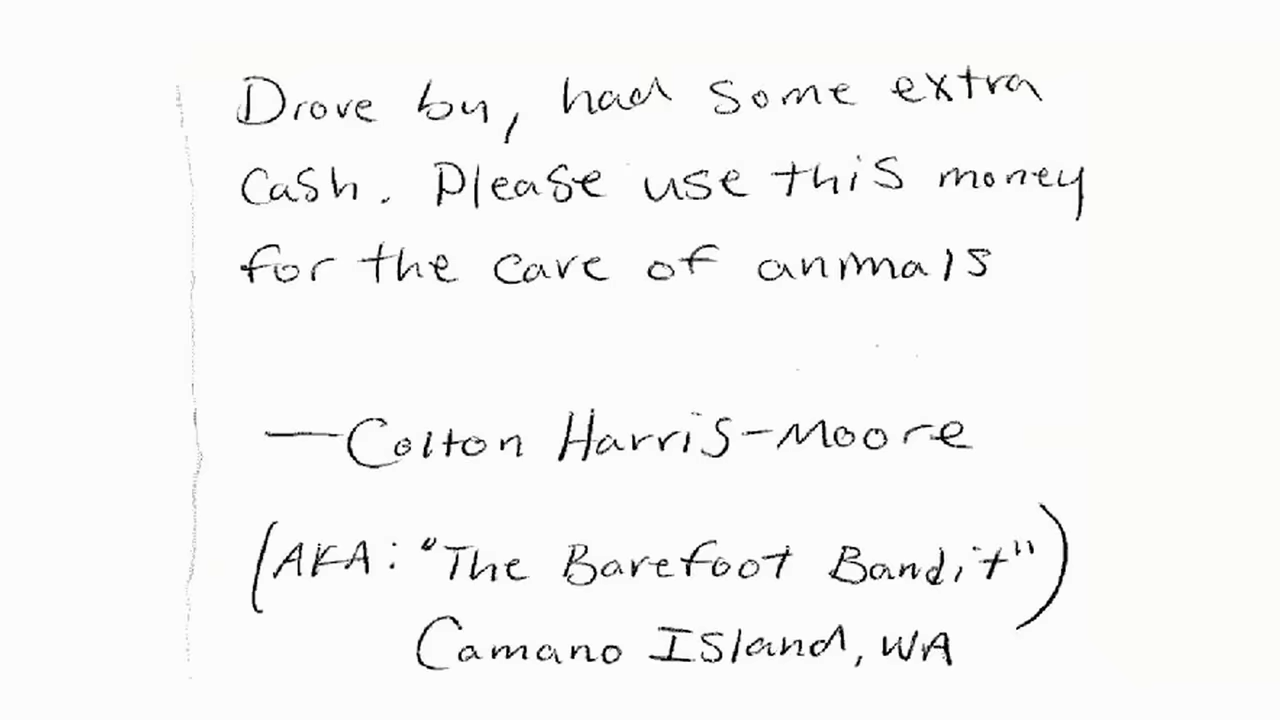 Drove by, had some extra
cash. Please use this money
for the care of animals
—Colton Harris-Moore
(AKA: "The Barefoot Bandit")
Camano Island, WA